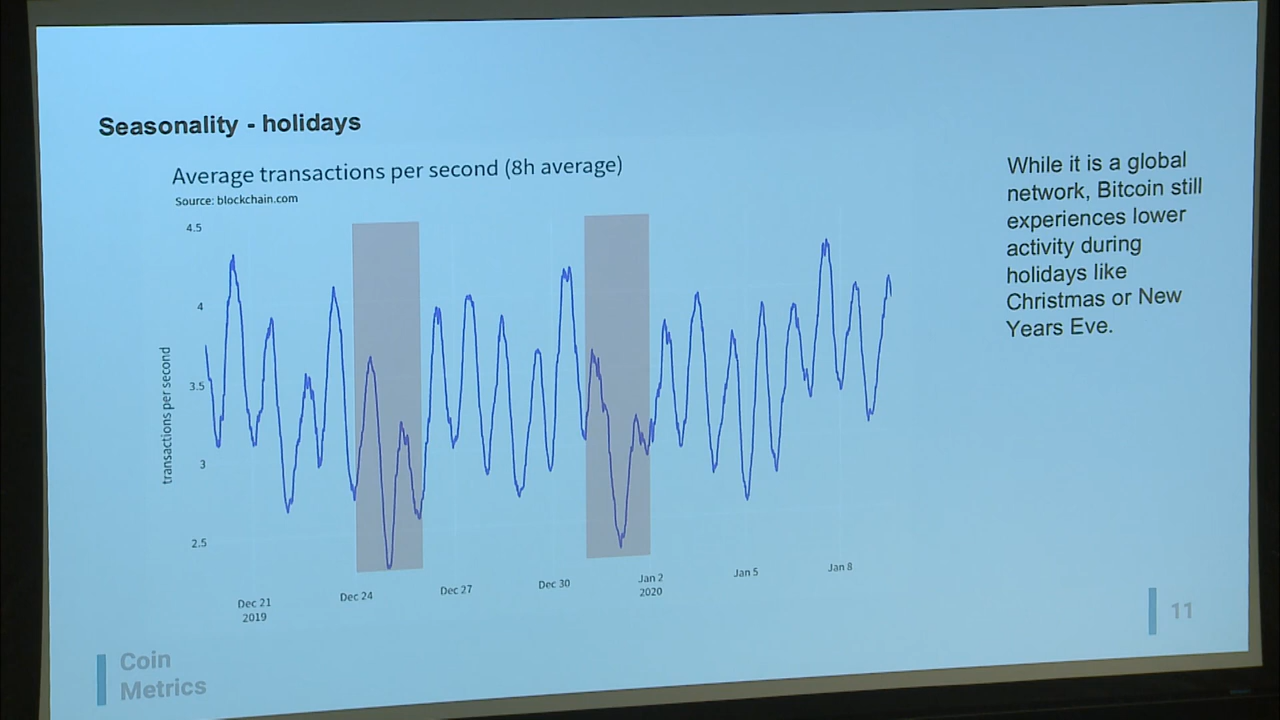 Seasonality - holidays
Average transactions per second (8h average)
Source: blockchain.com
4.5
4
3.5
3
2.5
transactions per second
Dec 21
2019
Dec 24
Dec 27
Dec 30
Jan 2
2020
Jan 5
Jan 8
While it is a global
network, Bitcoin still
experiences lower
activity during
holidays like
Christmas or New
Years Eve.
Coin
Metrics
11